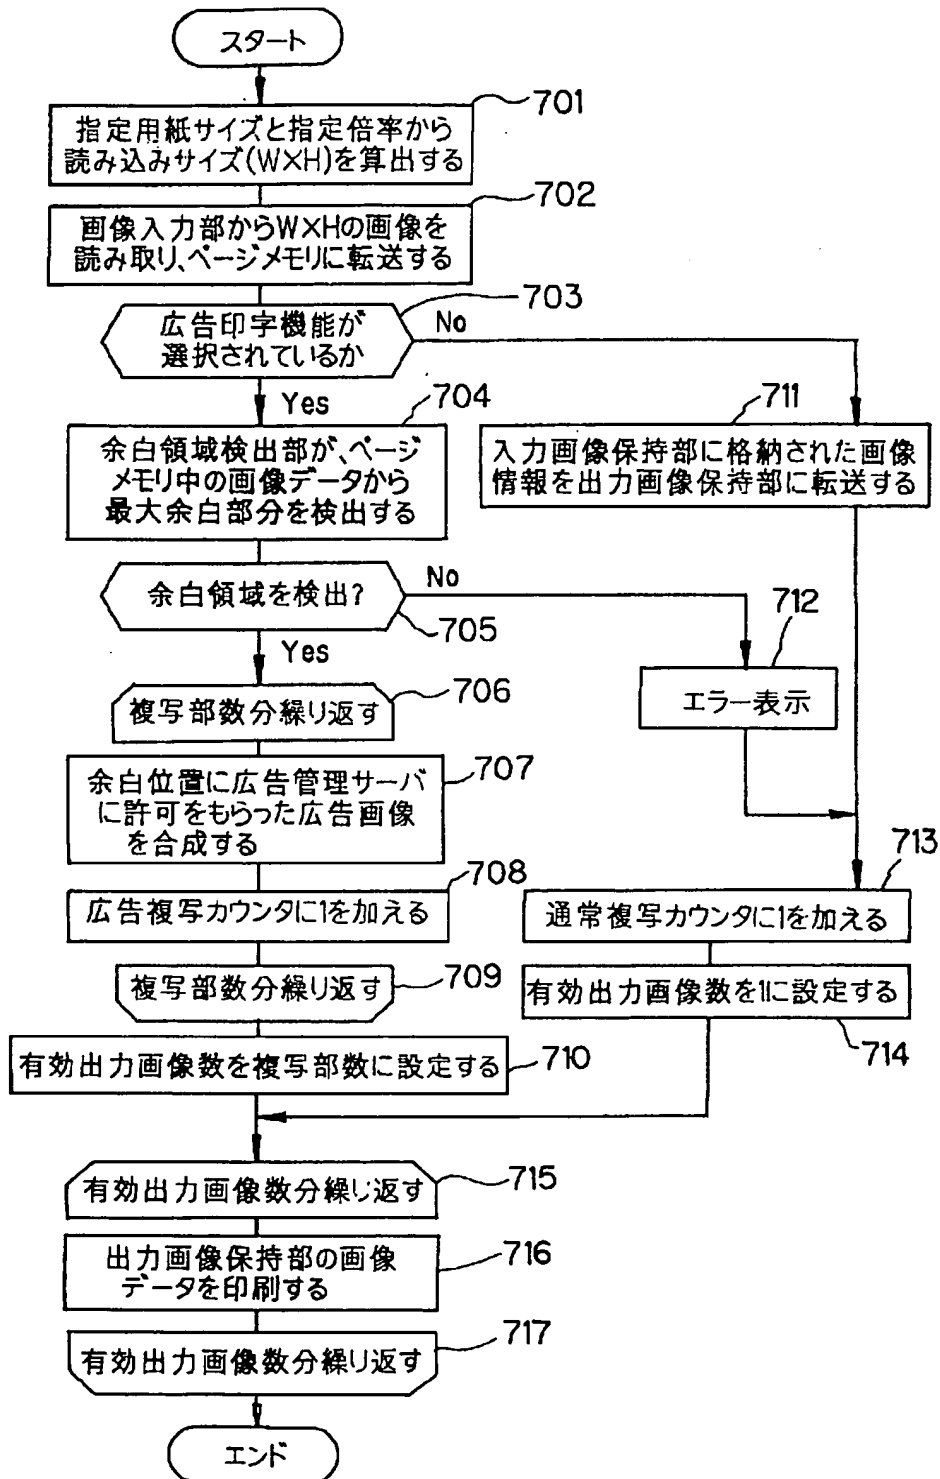 スタート
701
指定用紙サイズと指定倍率から
読み込みサイズ(W×H)を算出する
702
画像入力部からW×Hの画像を
読み取り、ページメモリに転送する
703
広告印字機能が
選択されているか
No
Yes
704
余白領域検出部が、ページ
メモリ中の画像データから
最大余白部分を検出する
711
入力画像保持部に格納された画像
情報を出力画像保持部に転送する
余白領域を検出?
No
705
Yes
712
エラー表示
706
複写部数分繰り返す
707
余白位置に広告管理サーバ
に許可をもらった広告画像
を合成する
708
広告複写カウンタに1を加える
713
通常複写カウンタに1を加える
709
複写部数分繰り返す
有効出力画像数を1に設定する
714
有効出力画像数を複写部数に設定する
710
715
有効出力画像数分繰り返す
716
出力画像保持部の画像
データを印刷する
717
有効出力画像数分繰り返す
エンド